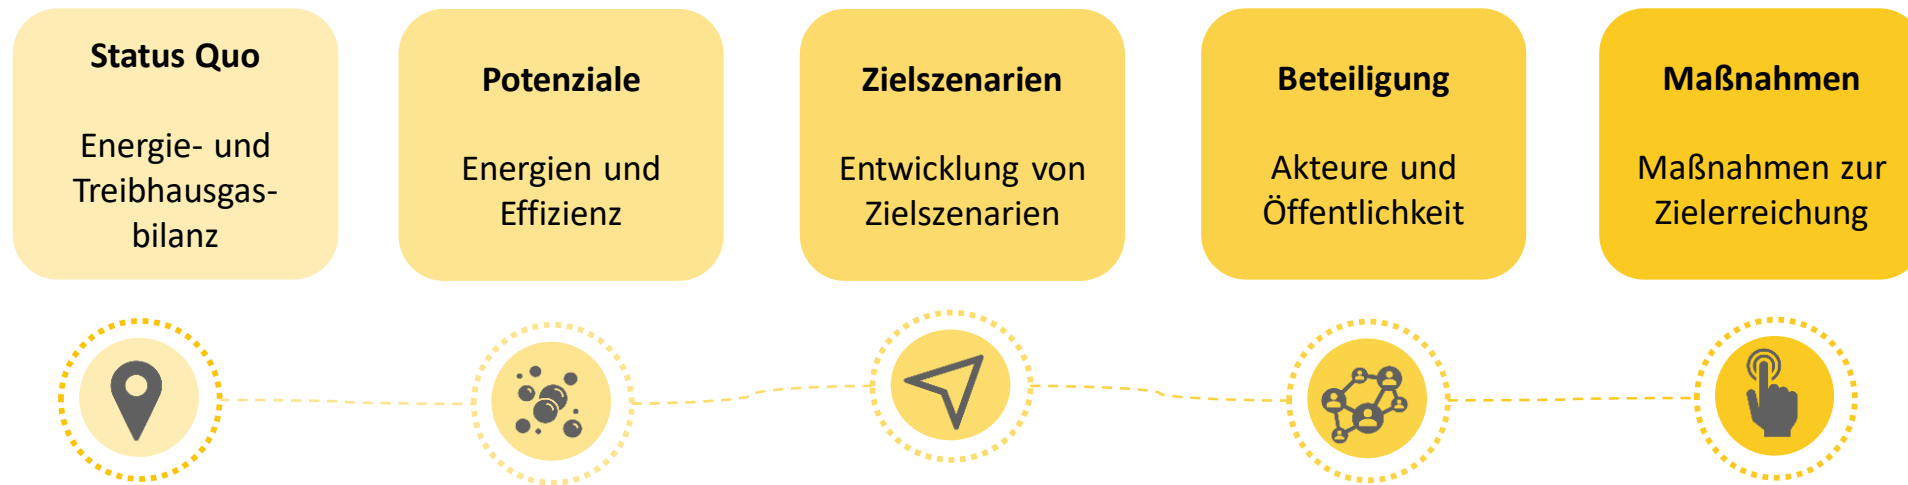 Status Quo
Energie- und
Treibhausgas-
bilanz
Potenziale
Energien und
Effizienz
Zielszenarien
Entwicklung von
Zielszenarien
Beteiligung
Akteure und
Öffentlichkeit
Maßnahmen
Maßnahmen zur
Zielerreichung